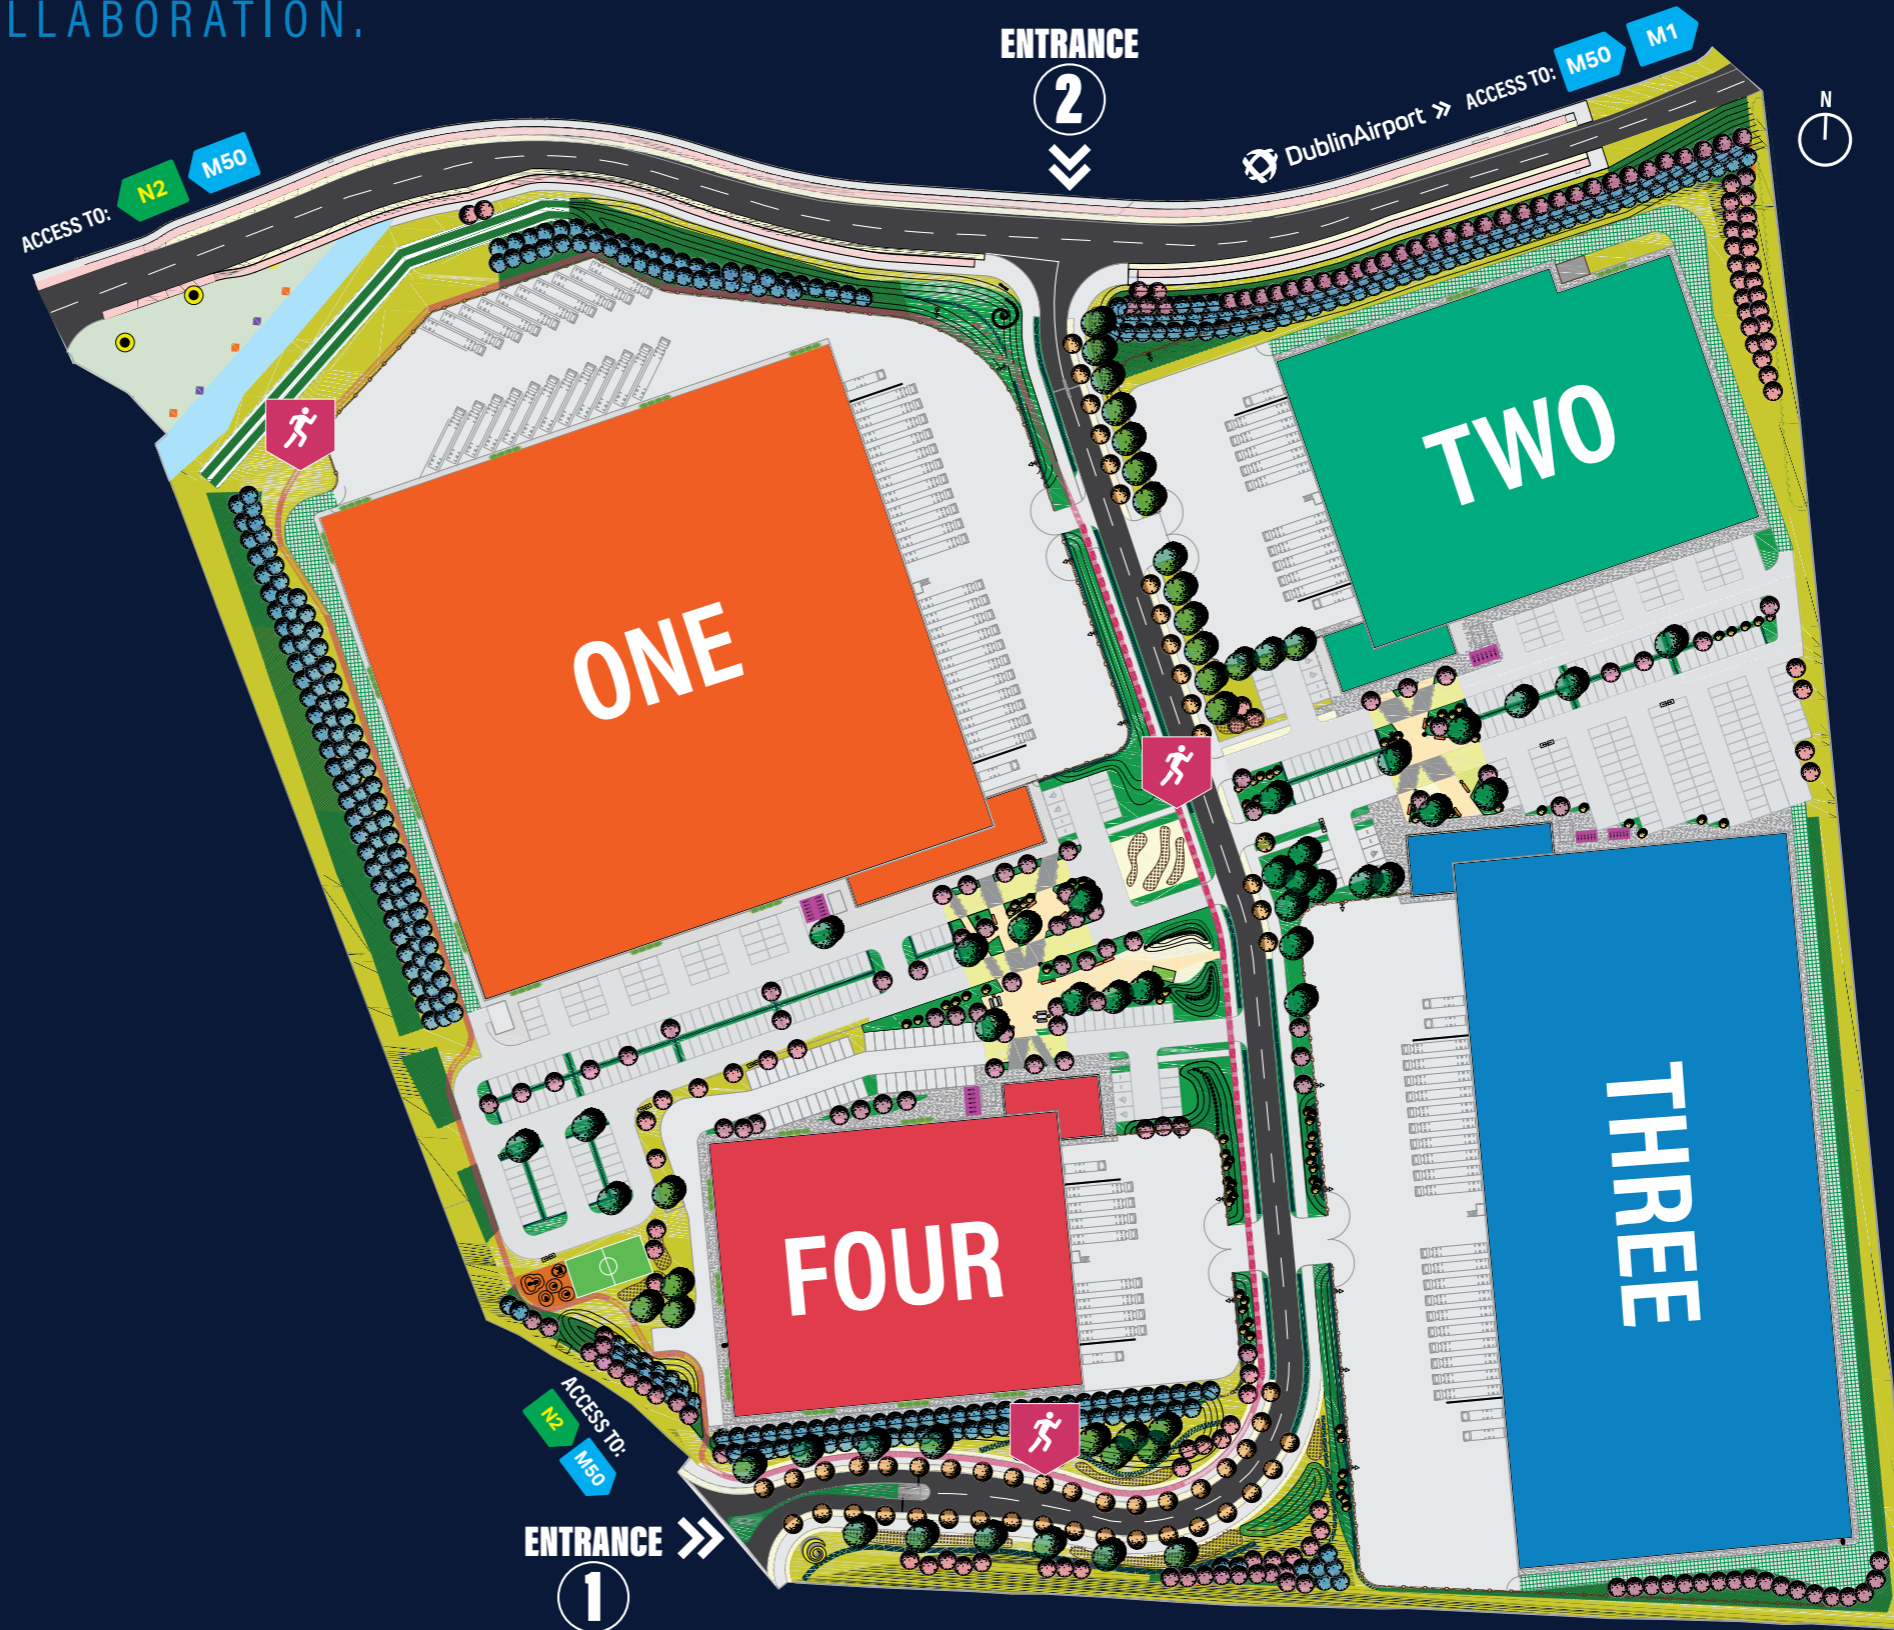 LLABORATION.
ENTRANCE
2
ACCESS TO: N2 M50
DublinAirport » ACCESS TO: M50 M1
N
ONE
TWO
THREE
FOUR
ACCESS TO:
N2
M50
ENTRANCE »
1